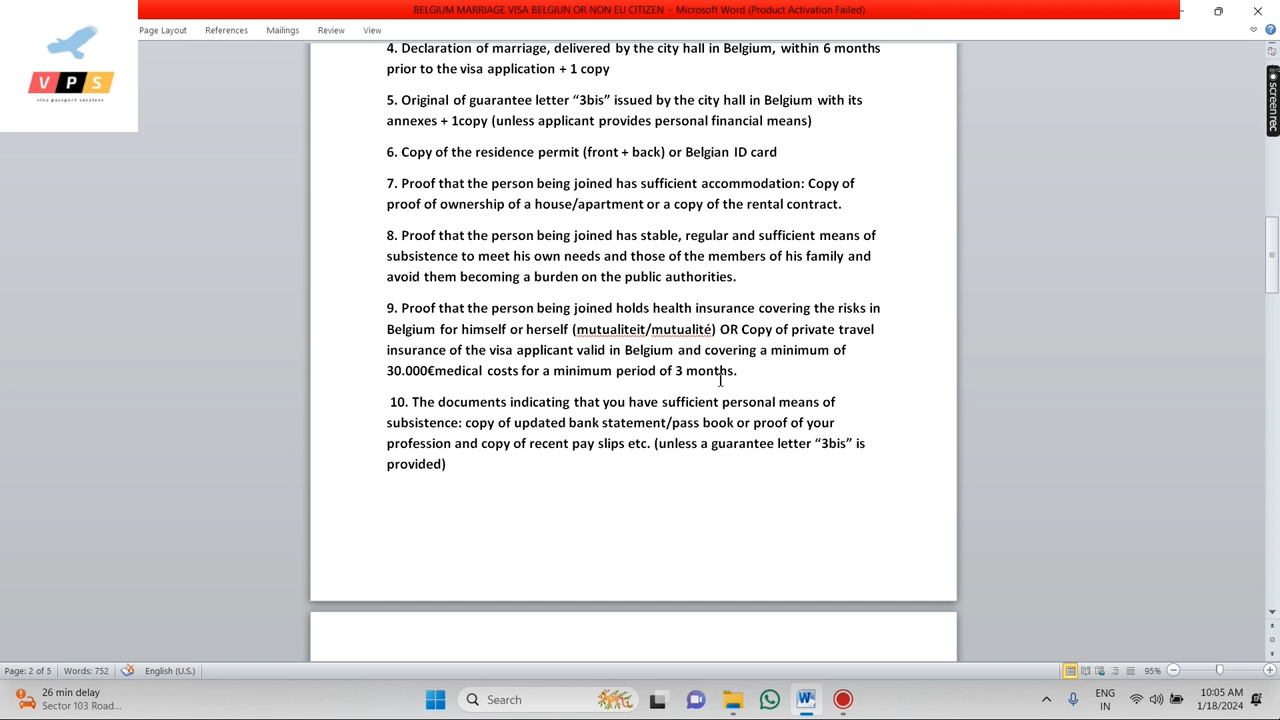 BELGIUM MARRIAGE VISA BELGIUN OR NON EU CITIZEN - Microsoft Word (Product Activation Failed)
Page Layout References Mailings Review View
VPS
visa passport services
4. Declaration of marriage, delivered by the city hall in Belgium, within 6 months
prior to the visa application + 1 copy
5. Original of guarantee letter “3bis” issued by the city hall in Belgium with its
annexes + 1copy (unless applicant provides personal financial means)
6. Copy of the residence permit (front + back) or Belgian ID card
7. Proof that the person being joined has sufficient accommodation: Copy of
proof of ownership of a house/apartment or a copy of the rental contract.
8. Proof that the person being joined has stable, regular and sufficient means of
subsistence to meet his own needs and those of the members of his family and
avoid them becoming a burden on the public authorities.
9. Proof that the person being joined holds health insurance covering the risks in
Belgium for himself or herself (mutualiteit/mutualité) OR Copy of private travel
insurance of the visa applicant valid in Belgium and covering a minimum of
30.000€medical costs for a minimum period of 3 months.
10. The documents indicating that you have sufficient personal means of
subsistence: copy of updated bank statement/pass book or proof of your
profession and copy of recent pay slips etc. (unless a guarantee letter “3bis” is
provided)
screen rec
Page: 2 of 5 Words: 752 English (U.S.) 95%
26 min delay
Sector 103 Road...
Search
ENG
IN
10:05 AM
1/18/2024